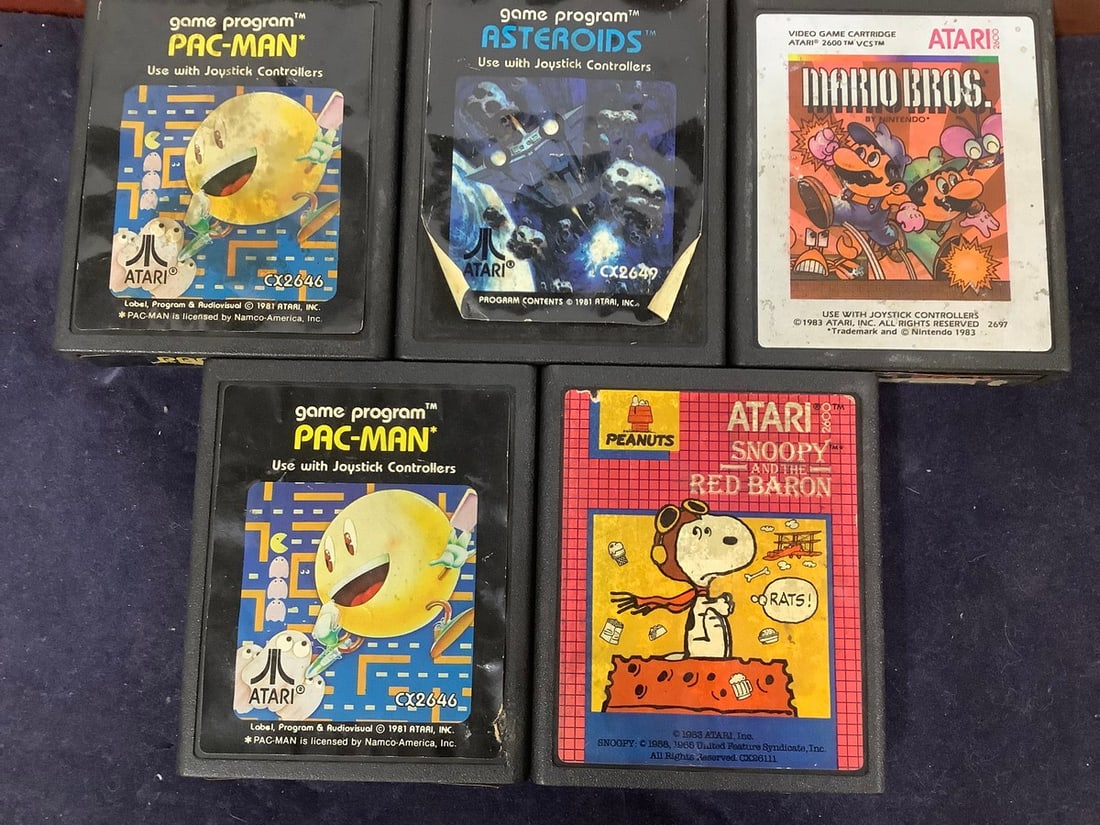 game program™
PAC-MAN*
Use with Joystick Controllers
ATARI®
CX2646
Label, Program & Audiovisual © 1981 ATARI, INC.
* PAC-MAN is licensed by Namco-America, Inc.
game program™
ASTEROIDS™
Use with Joystick Controllers
ATARI®
CX2649
PROGRAM CONTENTS © 1981 ATARI, INC.
VIDEO GAME CARTRIDGE
ATARI® 2600™ VCS™
ATARI 2600
MARIO BROS.
BY NINTENDO*
USE WITH JOYSTICK CONTROLLERS
©1983 ATARI, INC. ALL RIGHTS RESERVED 2697
*Trademark and © Nintendo 1983
game program™
PAC-MAN*
Use with Joystick Controllers
ATARI®
CX2646
Label, Program & Audiovisual © 1981 ATARI, INC.
* PAC-MAN is licensed by Namco-America, Inc.
PEANUTS
ATARI® 2600™
SNOOPY™
AND THE
RED BARON
RATS!
© 1983 ATARI, Inc.
SNOOPY: © 1958, 1965 United Feature Syndicate, Inc.
All Rights Reserved. CX26111